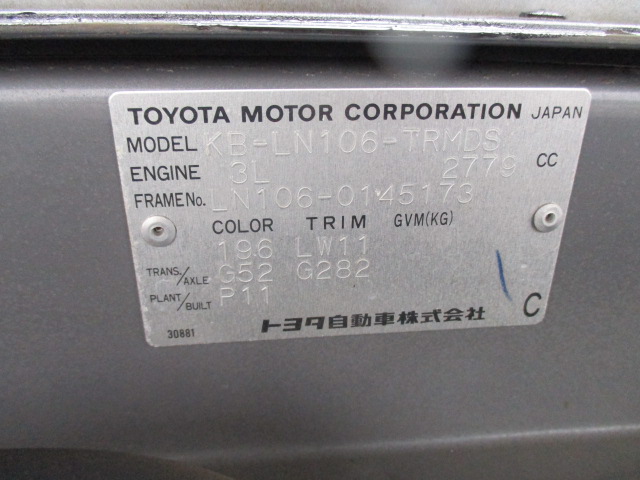 TOYOTA MOTOR CORPORATION JAPAN
MODEL KB-LN106-TRMDS
ENGINE 3L 2779 CC
FRAME No. LN106-0145173
COLOR TRIM GVM(KG)
196 LW11
TRANS./AXLE G52 G282
PLANT/BUILT P11
30881 トヨタ自動車株式会社 C